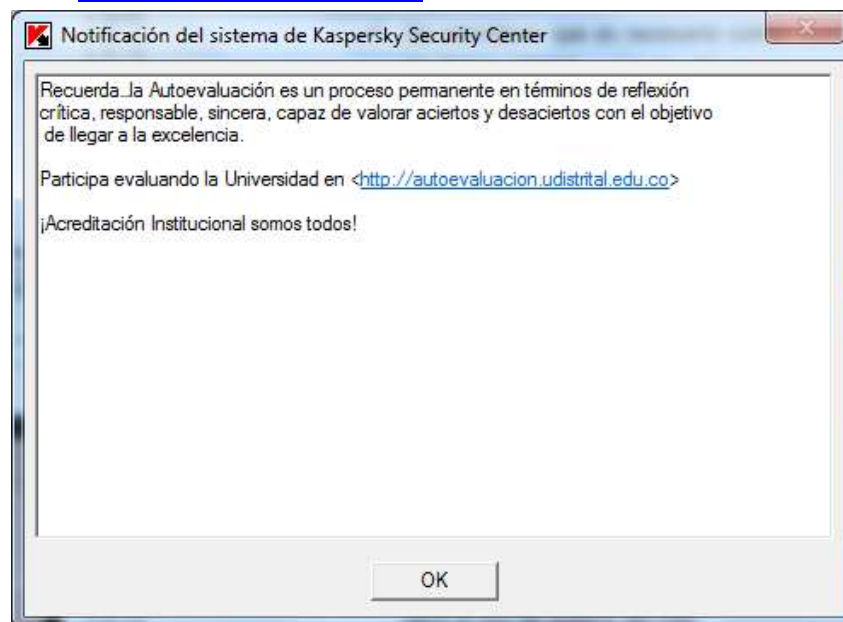 Notificación del sistema de Kaspersky Security Center
Recuerda..la Autoevaluación es un proceso permanente en términos de reflexión
crítica, responsable, sincera, capaz de valorar aciertos y desaciertos con el objetivo
de llegar a la excelencia.
Participa evaluando la Universidad en <http://autoevaluacion.udistrital.edu.co>
¡Acreditación Institucional somos todos!
OK